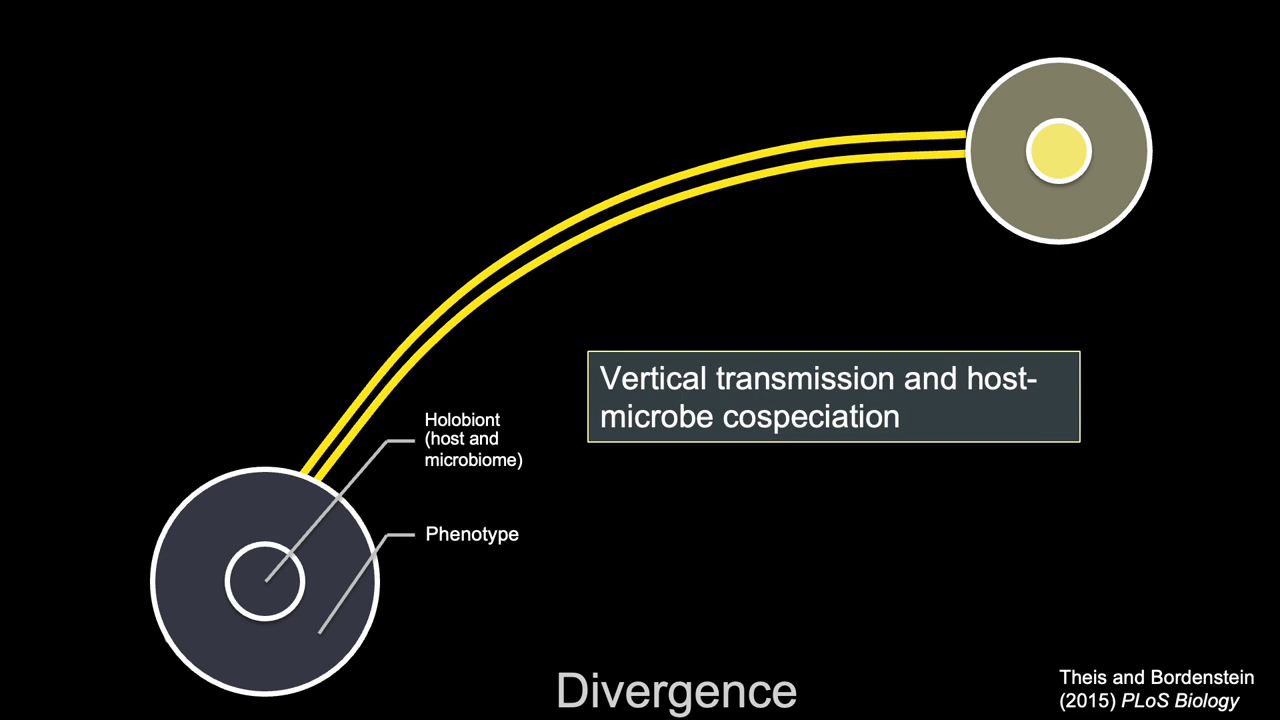 Vertical transmission and host-
microbe cospeciation
Holobiont
(host and
microbiome)
Phenotype
Divergence
Theis and Bordenstein
(2015) PLoS Biology